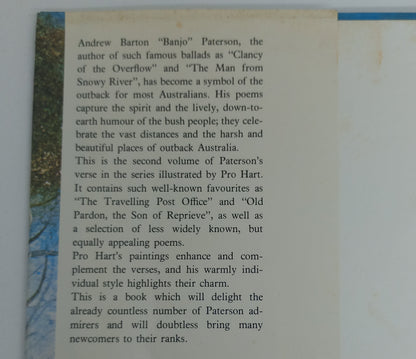 Andrew Barton "Banjo" Paterson, the
author of such famous ballads as "Clancy
of the Overflow" and "The Man from
Snowy River", has become a symbol of the
outback for most Australians. His poems
capture the spirit and the lively, down-to-
earth humour of the bush people; they cele-
brate the vast distances and the harsh and
beautiful places of outback Australia.
This is the second volume of Paterson's
verse in the series illustrated by Pro Hart.
It contains such well-known favourites as
"The Travelling Post Office" and "Old
Pardon, the Son of Reprieve", as well as
a selection of less widely known, but
equally appealing poems.
Pro Hart's paintings enhance and com-
plement the verses, and his warmly indi-
vidual style highlights their charm.
This is a book which will delight the
already countless number of Paterson ad-
mirers and will doubtless bring many
newcomers to their ranks.